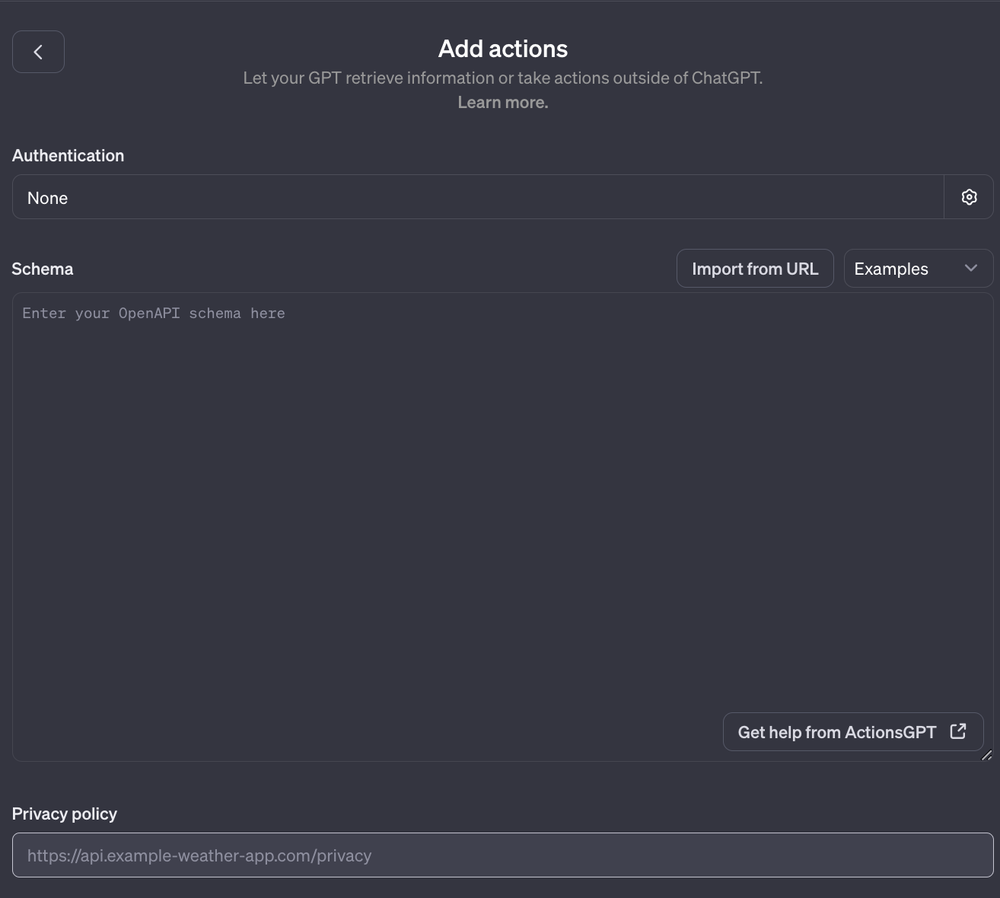 Add actions
Let your GPT retrieve information or take actions outside of ChatGPT.
Learn more.
Authentication
None
Schema
Import from URL
Examples
Enter your OpenAPI schema here
Get help from ActionsGPT
Privacy policy
https://api.example-weather-app.com/privacy